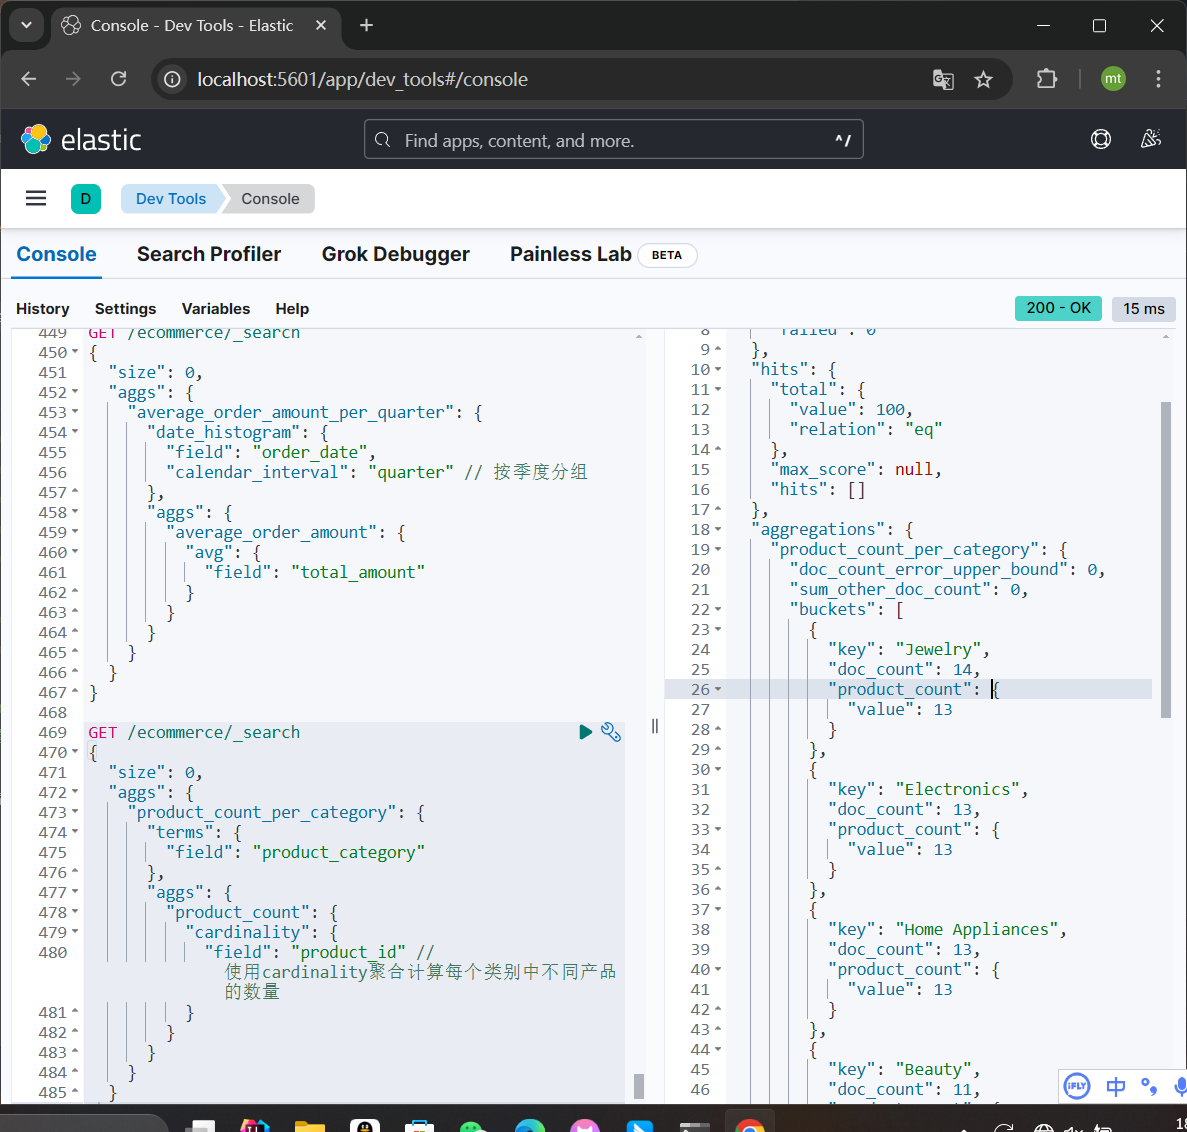 Console - Dev Tools - Elastic
localhost:5601/app/dev_tools#/console
mt
elastic
Find apps, content, and more.
^/
D
Dev Tools
Console
Console
Search Profiler
Grok Debugger
Painless Lab
BETA
History
Settings
Variables
Help
200 - OK
15 ms
449 GET /ecommerce/_search
450 {
451 "size": 0,
452 "aggs": {
453 "average_order_amount_per_quarter": {
454 "date_histogram": {
455 "field": "order_date",
456 "calendar_interval": "quarter" // 按季度分组
457 },
458 "aggs": {
459 "average_order_amount": {
460 "avg": {
461 "field": "total_amount"
462 }
463 }
464 }
465 }
466 }
467 }
468
469 GET /ecommerce/_search
470 {
471 "size": 0,
472 "aggs": {
473 "product_count_per_category": {
474 "terms": {
475 "field": "product_category"
476 },
477 "aggs": {
478 "product_count": {
479 "cardinality": {
480 "field": "product_id" //
使用cardinality聚合计算每个类别中不同产品
的数量
481 }
482 }
483 }
484 }
485 }
8 "failed": 0
9 },
10 "hits": {
11 "total": {
12 "value": 100,
13 "relation": "eq"
14 },
15 "max_score": null,
16 "hits": []
17 },
18 "aggregations": {
19 "product_count_per_category": {
20 "doc_count_error_upper_bound": 0,
21 "sum_other_doc_count": 0,
22 "buckets": [
23 {
24 "key": "Jewelry",
25 "doc_count": 14,
26 "product_count": {
27 "value": 13
28 }
29 },
30 {
31 "key": "Electronics",
32 "doc_count": 13,
33 "product_count": {
34 "value": 13
35 }
36 },
37 {
38 "key": "Home Appliances",
39 "doc_count": 13,
40 "product_count": {
41 "value": 13
42 }
43 },
44 {
45 "key": "Beauty",
46 "doc_count": 11,
iFLY
中